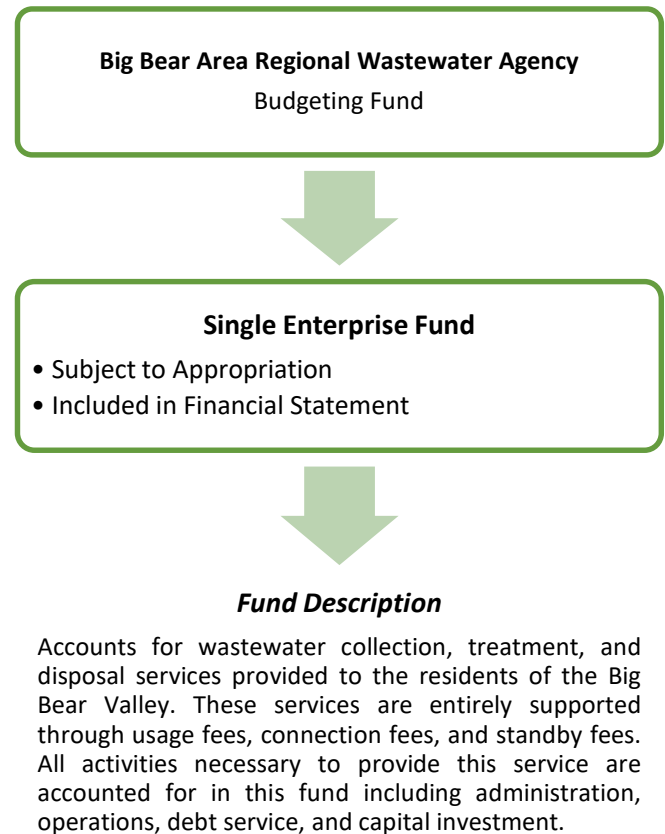 Big Bear Area Regional Wastewater Agency
Budgeting Fund
Single Enterprise Fund
• Subject to Appropriation
• Included in Financial Statement
Fund Description
Accounts for wastewater collection, treatment, and
disposal services provided to the residents of the Big
Bear Valley. These services are entirely supported
through usage fees, connection fees, and standby fees.
All activities necessary to provide this service are
accounted for in this fund including administration,
operations, debt service, and capital investment.